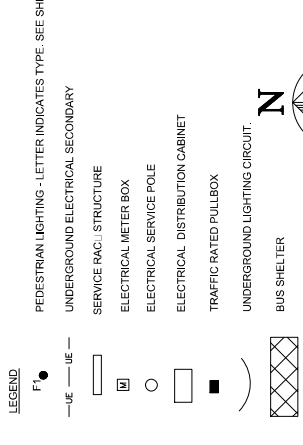 LEGEND
F1 PEDESTRIAN LIGHTING - LETTER INDICATES TYPE. SEE
UE UE UNDERGROUND ELECTRICAL SECONDARY
SERVICE STRUCTURE
M ELECTRICAL METER BOX
ELECTRICAL SERVICE POLE
ELECTRICAL DISTRIBUTION CABINET
TRAFFIC RATED PULLBOX
UNDERGROUND LIGHTING CIRCUIT.
BUS SHELTER
N